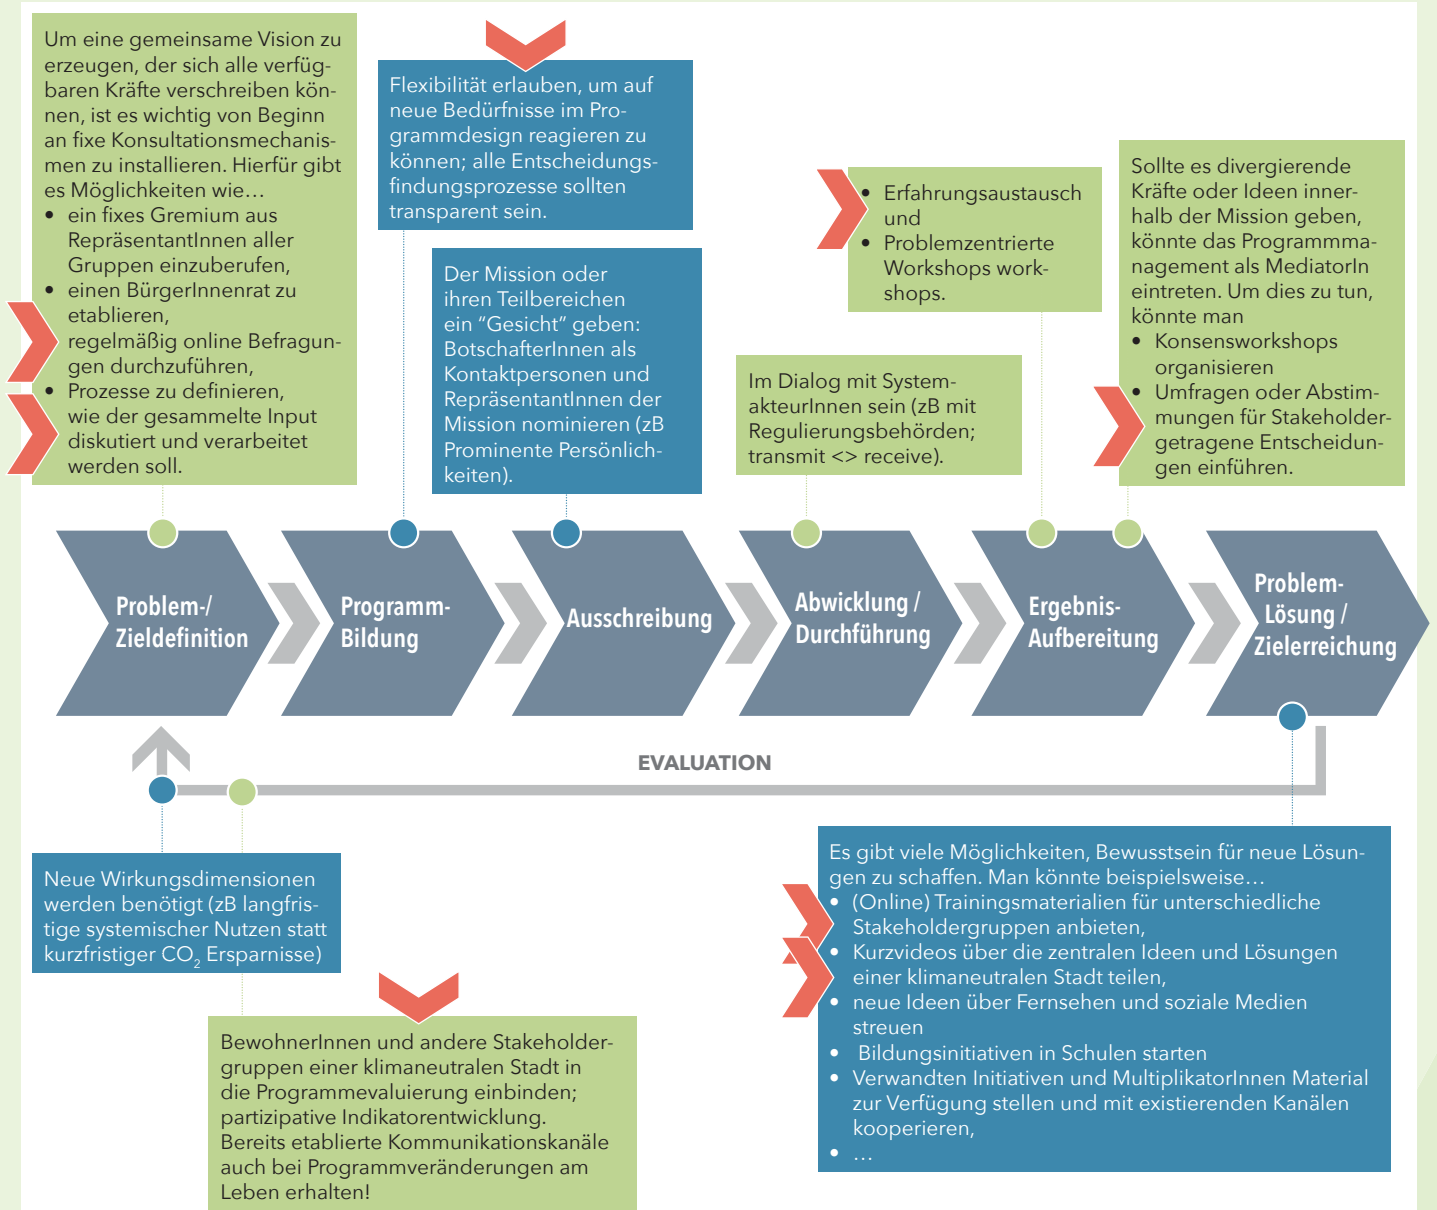 Um eine gemeinsame Vision zu
erzeugen, der sich alle verfüg-
baren Kräfte verschreiben kön-
nen, ist es wichtig von Beginn
an fixe Konsultationsmechanis-
men zu installieren. Hierfür gibt
es Möglichkeiten wie…
• ein fixes Gremium aus
RepräsentantInnen aller
Gruppen einzuberufen,
• einen BürgerInnenrat zu
etablieren,
regelmäßig online Befragun-
gen durchzuführen,
• Prozesse zu definieren,
wie der gesammelte Input
diskutiert und verarbeitet
werden soll.
Flexibilität erlauben, um auf
neue Bedürfnisse im Pro-
grammdesign reagieren zu
können; alle Entscheidungs-
findungsprozesse sollten
transparent sein.
Der Mission oder
ihren Teilbereichen
ein “Gesicht” geben:
BotschafterInnen als
Kontaktpersonen und
RepräsentantInnen der
Mission nominieren (zB
Prominente Persönlich-
keiten).
Im Dialog mit System-
akteurInnen sein (zB mit
Regulierungsbehörden;
transmit <> receive).
• Erfahrungsaustausch
und
• Problemzentrierte
Workshops work-
shops.
Sollte es divergierende
Kräfte oder Ideen inner-
halb der Mission geben,
könnte das Programmma-
nagement als MediatorIn
eintreten. Um dies zu tun,
könnte man
• Konsensworkshops
organisieren
• Umfragen oder Abstim-
mungen für Stakeholder-
getragene Entscheidun-
gen einführen.
Problem-/
Zieldefinition
Programm-
Bildung
Ausschreibung
Abwicklung /
Durchführung
Ergebnis-
Aufbereitung
Problem-
Lösung /
Zielerreichung
EVALUATION
Neue Wirkungsdimensionen
werden benötigt (zB langfris-
tige systemischer Nutzen statt
kurzfristiger CO₂ Ersparnisse)
BewohnerInnen und andere Stakeholder-
gruppen einer klimaneutralen Stadt in
die Programmevaluierung einbinden;
partizipative Indikatorentwicklung.
Bereits etablierte Kommunikationskanäle
auch bei Programmveränderungen am
Leben erhalten!
Es gibt viele Möglichkeiten, Bewusstsein für neue Lösun-
gen zu schaffen. Man könnte beispielsweise…
• (Online) Trainingsmaterialien für unterschiedliche
Stakeholdergruppen anbieten,
• Kurzvideos über die zentralen Ideen und Lösungen
einer klimaneutralen Stadt teilen,
• neue Ideen über Fernsehen und soziale Medien
streuen
• Bildungsinitiativen in Schulen starten
• Verwandten Initiativen und MultiplikatorInnen Material
zur Verfügung stellen und mit existierenden Kanälen
kooperieren,
• …